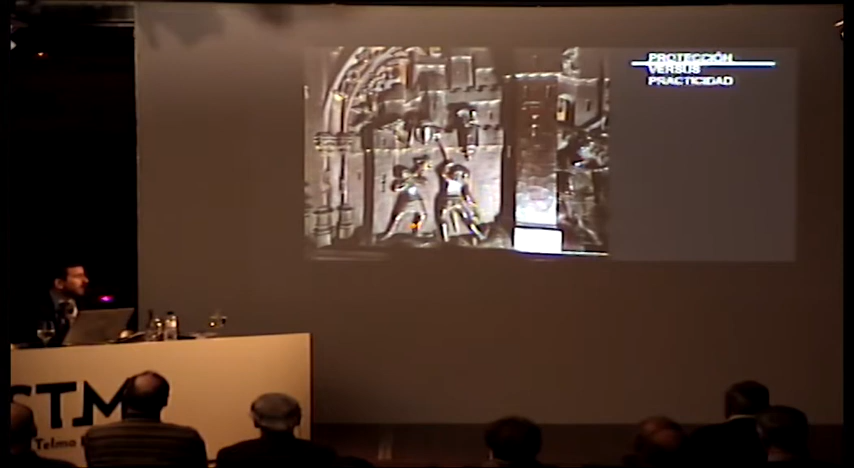 PROTECCIÓN
VERSUS
PRACTICIDAD
STM
Telmo